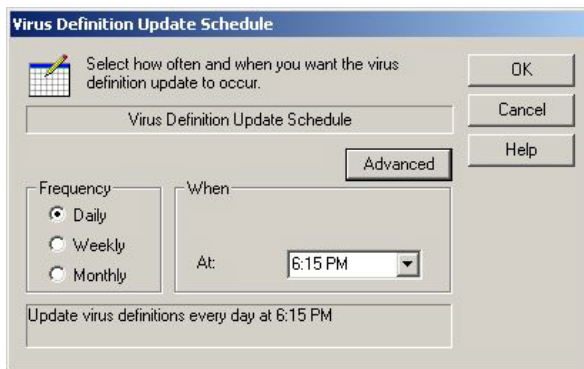 Virus Definition Update Schedule
Select how often and when you want the virus
definition update to occur.
OK
Cancel
Help
Virus Definition Update Schedule
Advanced
Frequency
Daily
Weekly
Monthly
When
At:
6:15 PM
Update virus definitions every day at 6:15 PM